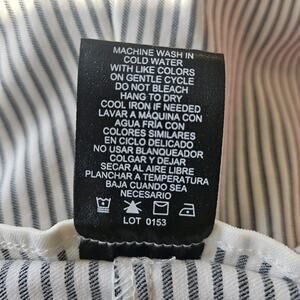 MACHINE WASH IN
COLD WATER
WITH LIKE COLORS
ON GENTLE CYCLE
DO NOT BLEACH
HANG TO DRY
COOL IRON IF NEEDED
LAVAR A MÁQUINA CON
AGUA FRÍA CON
COLORES SIMILARES
EN CICLO DELICADO
NO USAR BLANQUEADOR
COLGAR Y DEJAR
SECAR AL AIRE LIBRE
PLANCHAR A TEMPERATURA
BAJA CUANDO SEA
NECESARIO
LOT 0153